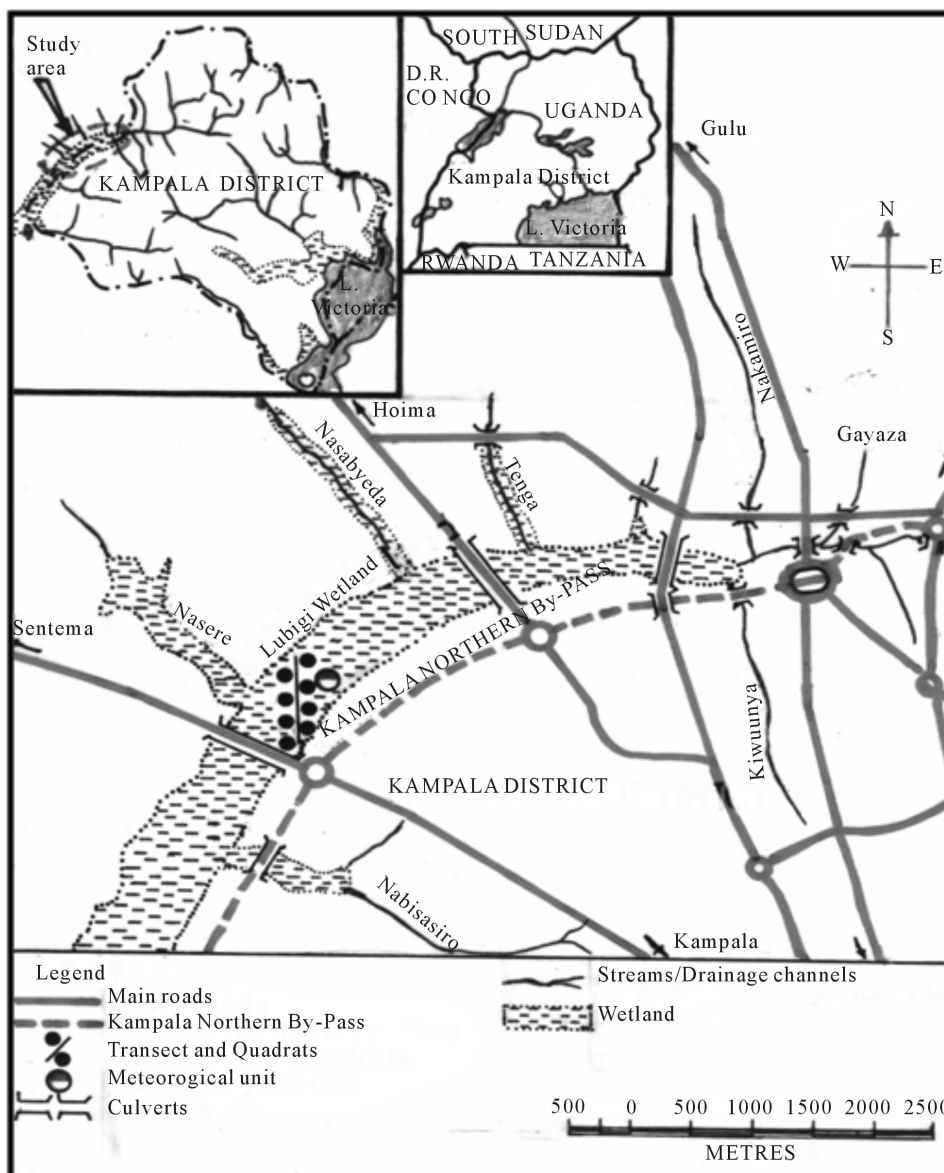 Study
area
KAMPALA DISTRICT
L.
Victoria
SOUTH SUDAN
D.R.
CO NGO
UGANDA
Kampala District
L. Victoria
RWANDA TANZANIA
Gulu
N
W E
S
Nakamiro
Hoima
Gayaza
Nasabyeda
Tenga
Lubigi Wetland
Nasere
Sentema
KAMPALA NORTHERN By-PASS
Kiwuunya
KAMPALA DISTRICT
Nabisasiro
Kampala
Legend
Main roads
Kampala Northern By-Pass
Transect and Quadrats
Meteorogical unit
Culverts
Streams/Drainage channels
Wetland
500 0 500 1000 1500 2000 2500
METRES